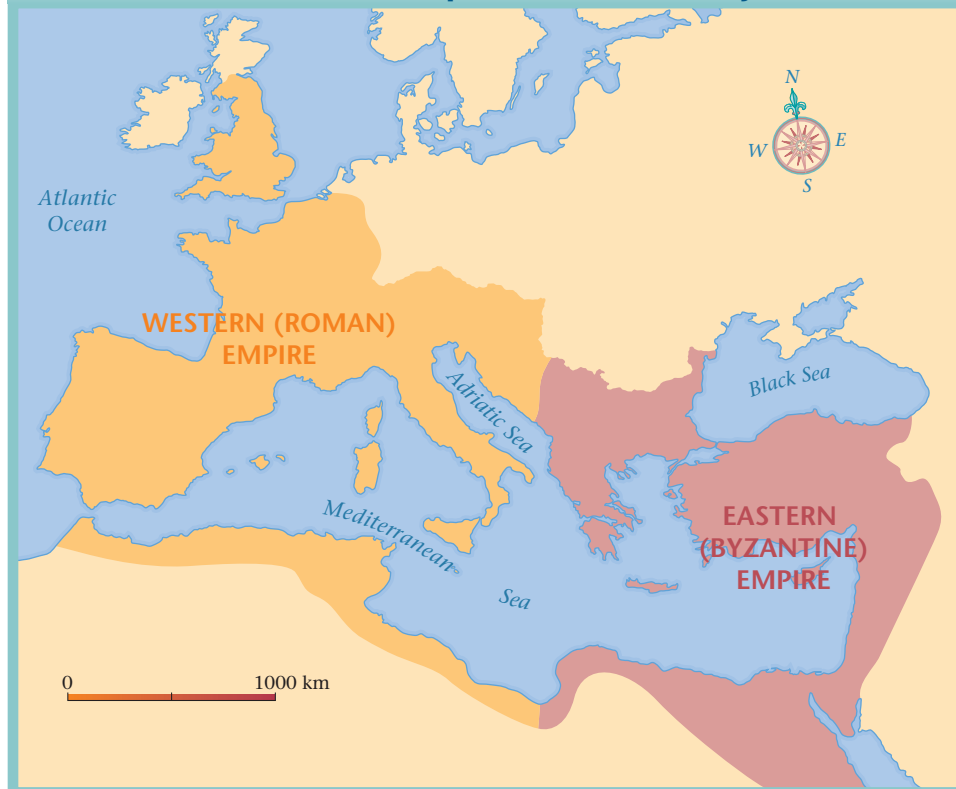 N
W
E
S
Atlantic
Ocean
WESTERN (ROMAN)
EMPIRE
Adriatic Sea
Black Sea
Mediterranean
Sea
EASTERN
(BYZANTINE)
EMPIRE
0 1000 km